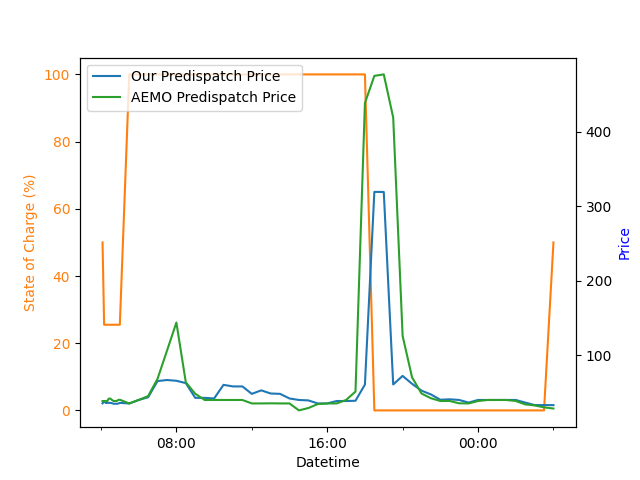 Our Predispatch Price
AEMO Predispatch Price
100
80
60
40
20
0
State of Charge (%)
400
300
200
100
Price
08:00
16:00
00:00
Datetime